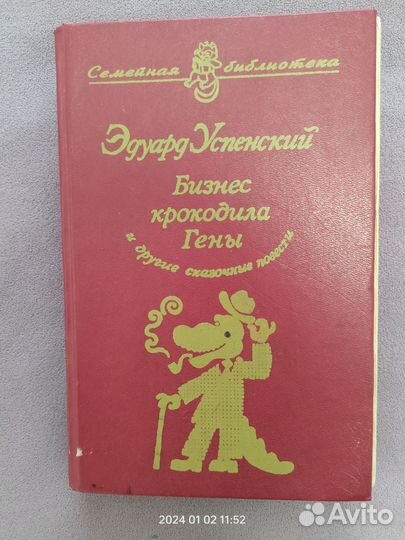 Семейная библиотека
Эдуард Успенский
Бизнес
крокодила
Гены
и другие сказочные повести
2024 01 02 11:52
Avito